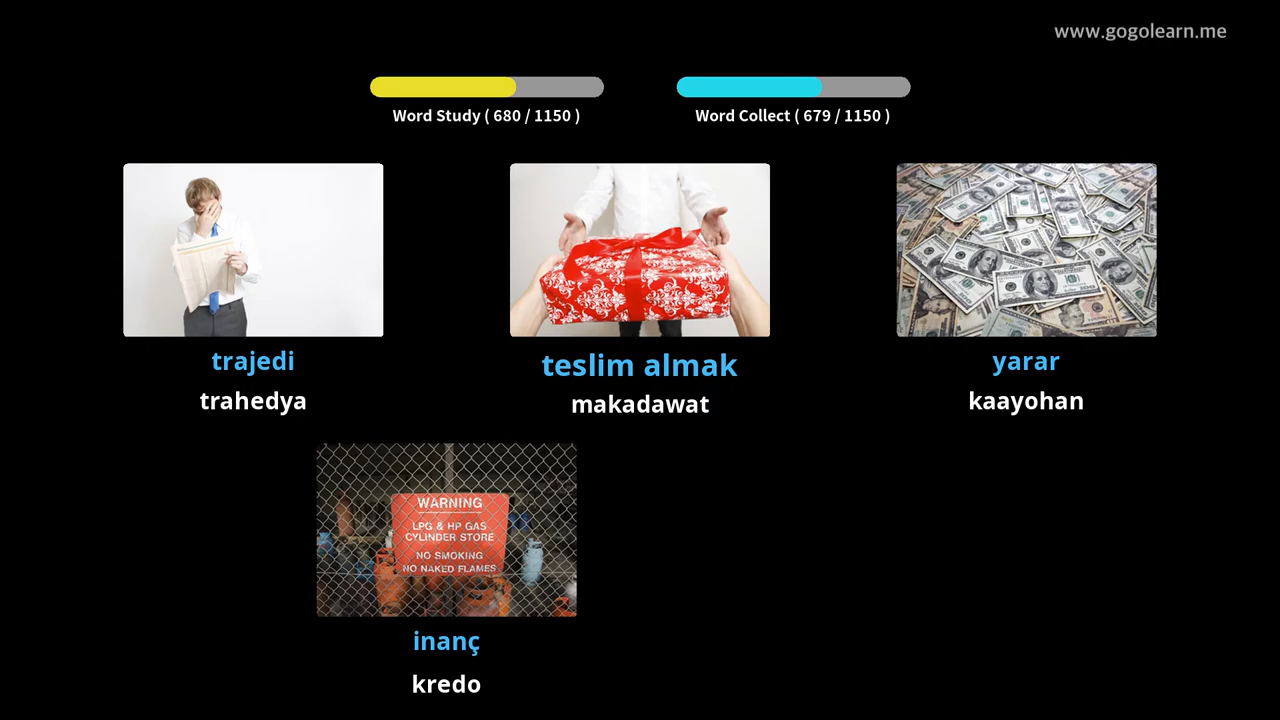 www.gogolearn.me
Word Study ( 680 / 1150 )
Word Collect ( 679 / 1150 )
trajedi
trahedya
teslim almak
makadawat
yarar
kaayohan
WARNING
LPG & HP GAS
CYLINDER STORE
NO SMOKING
NO NAKED FLAMES
inanç
kredo